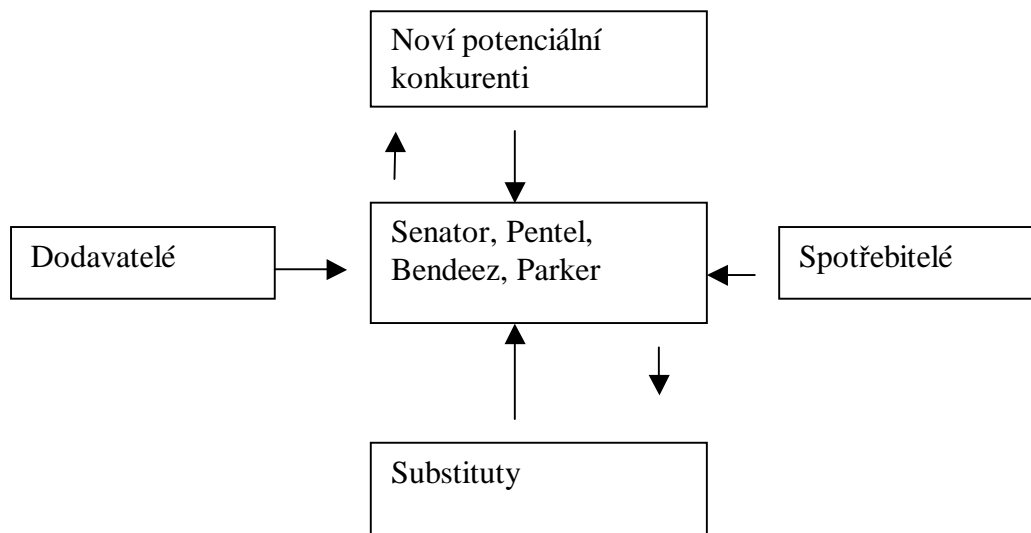 Noví potenciální
konkurenti
Senator, Pentel,
Bendeez, Parker
Dodavatelé
Spotřebitelé
Substituty